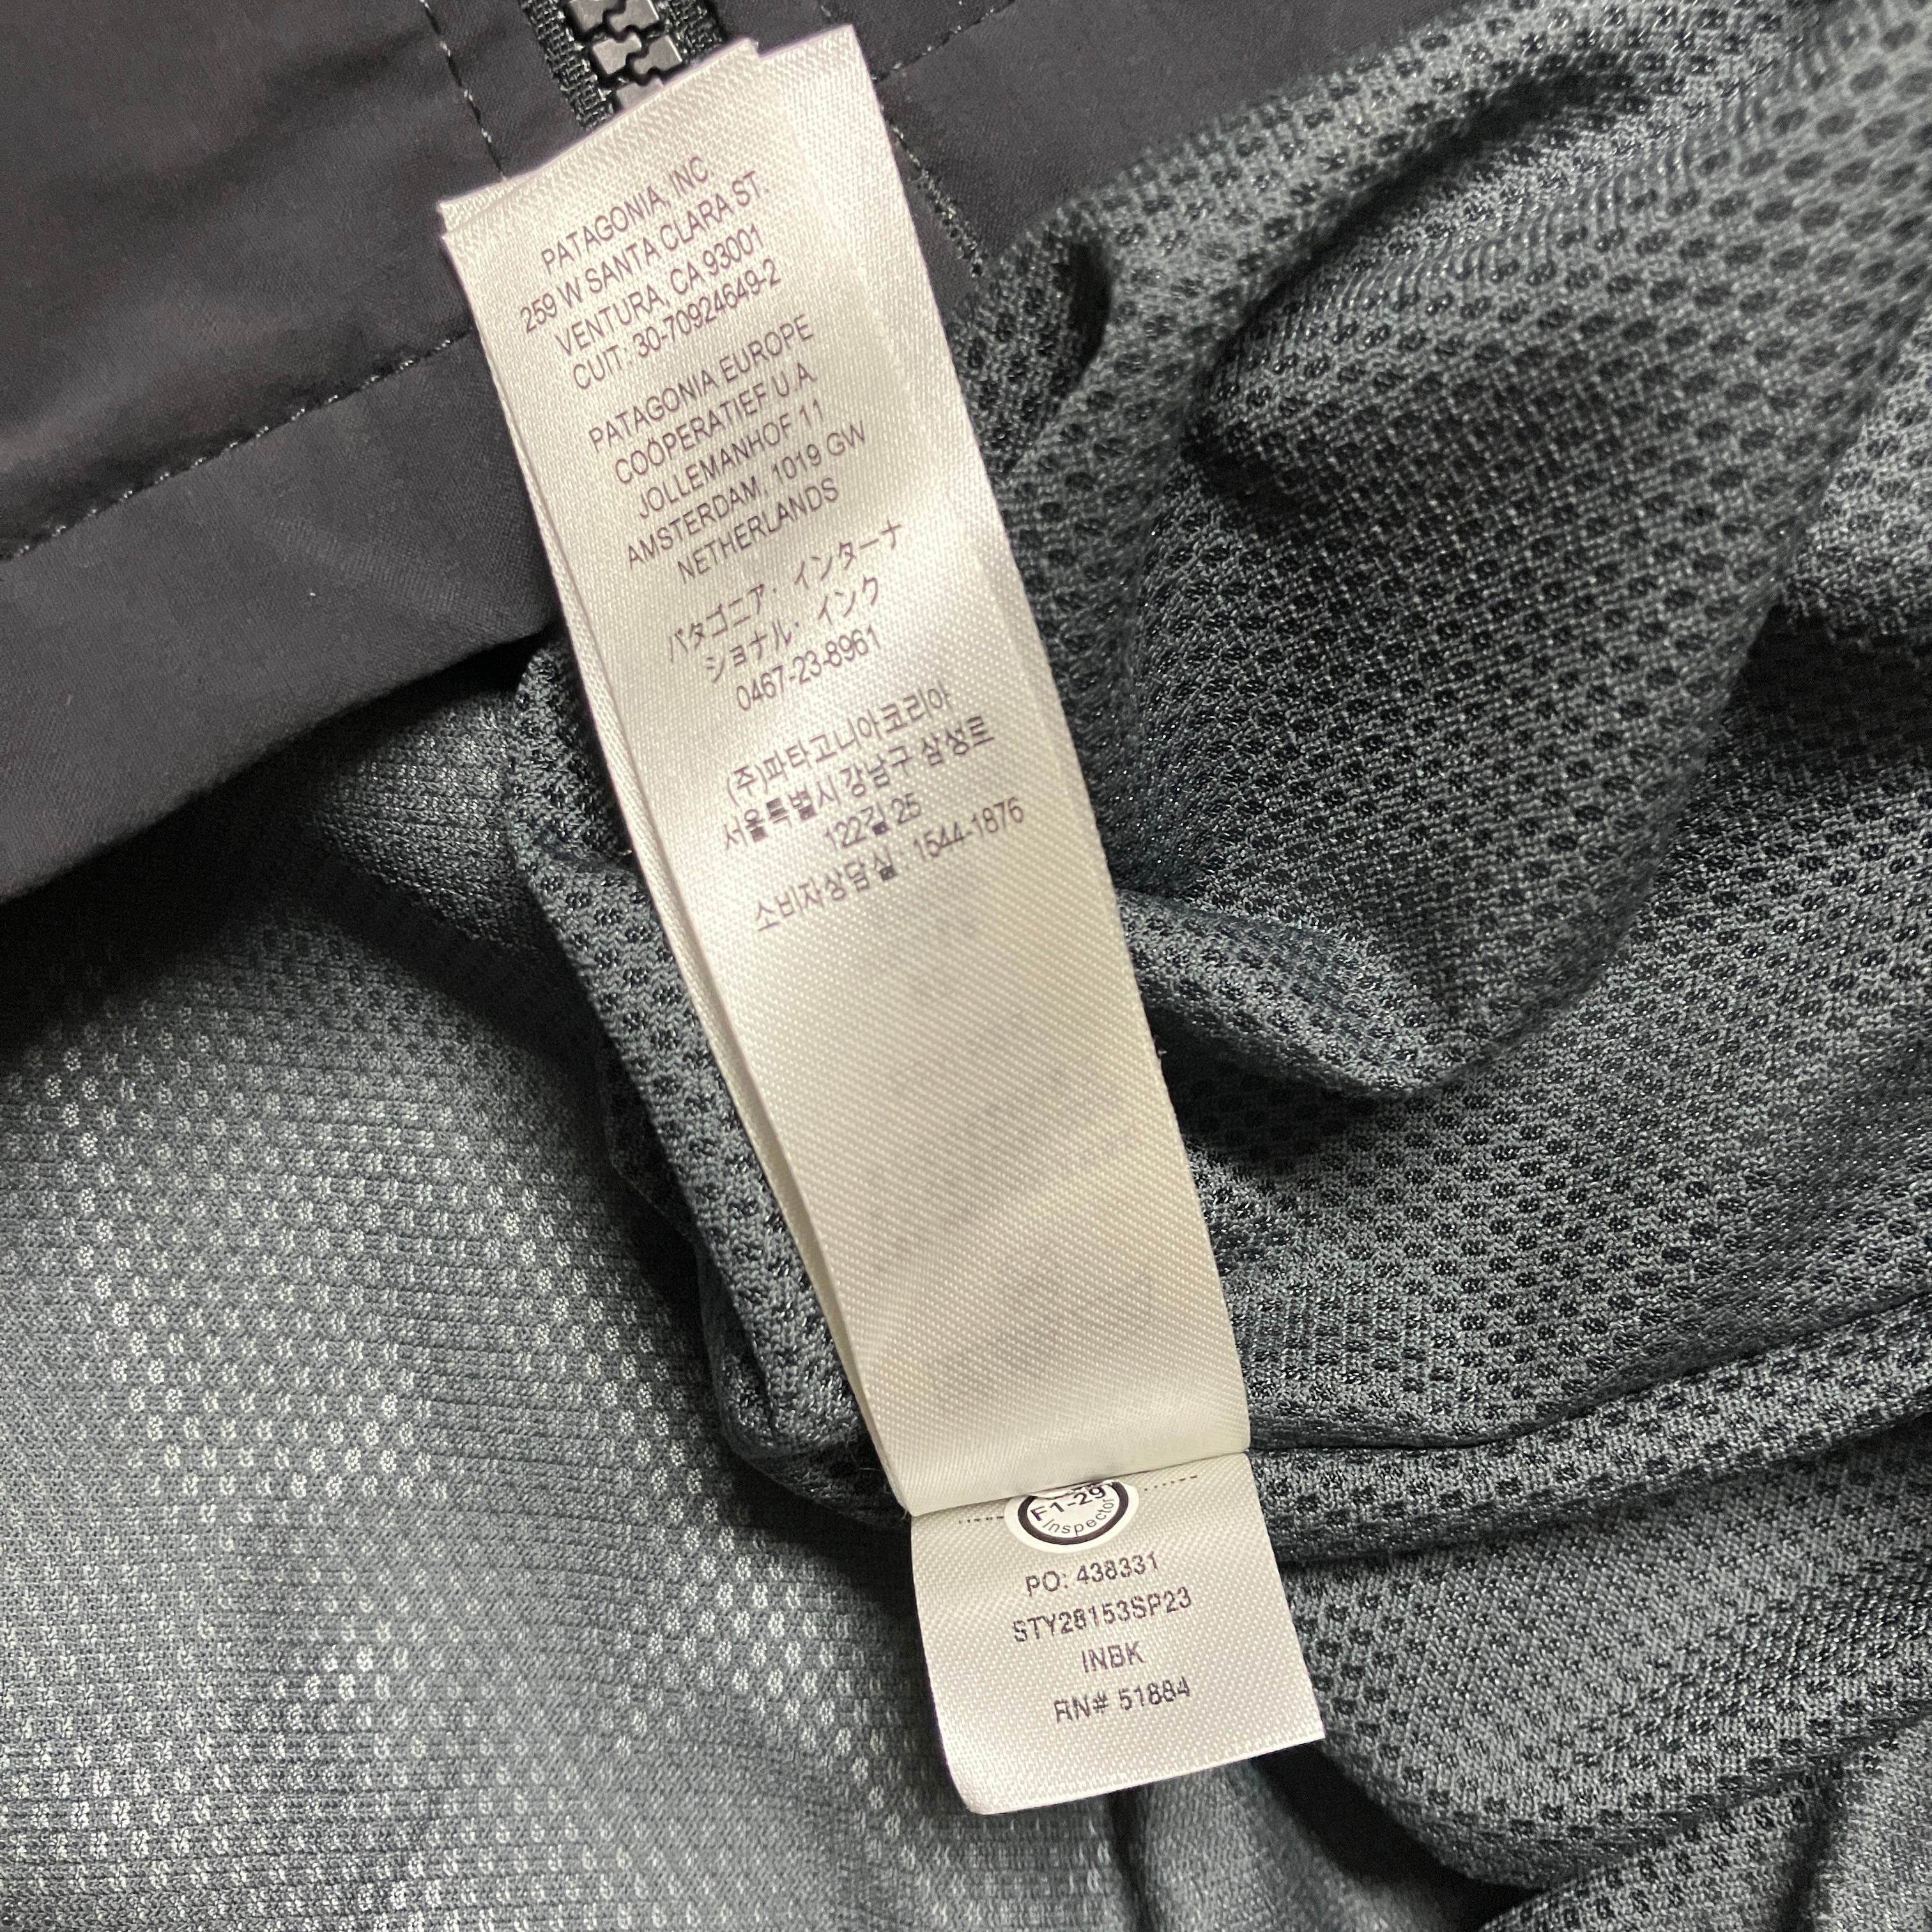 PATAGONIA, INC.
259 W SANTA CLARA ST.
VENTURA, CA 93001
CUIT: 30-70924649-2
PATAGONIA EUROPE
COÖPERATIEF U.A.
JOLLEMANHOF 11
AMSTERDAM, 1019 GW
NETHERLANDS
パタゴニア・インターナ
ショナル・インク
0467-23-8961
(주)파타고니아코리아
서울특별시 강남구 삼성로
122길 25
소비자상담실 : 1544-1876
F1-29
Inspector
PO: 438331
STY28153SP23
INBK
RN# 51884